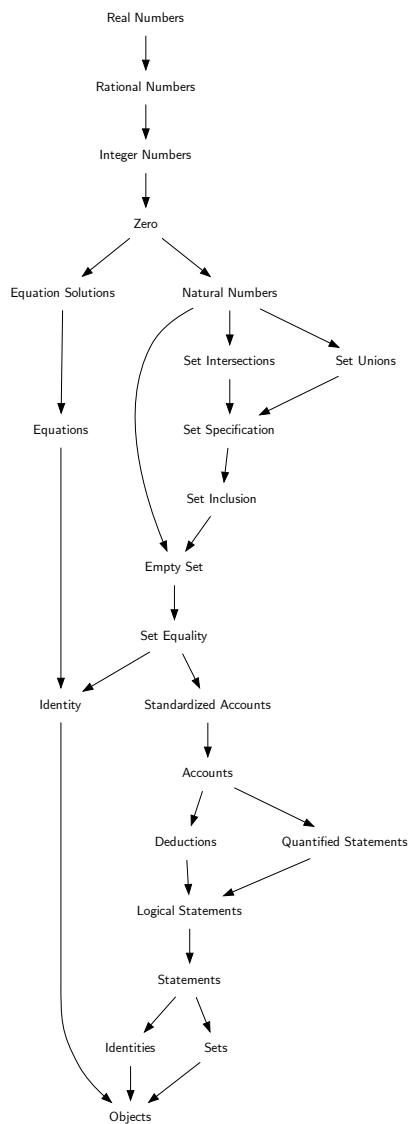 Real Numbers
Rational Numbers
Integer Numbers
Zero
Equation Solutions
Natural Numbers
Set Intersections
Set Unions
Equations
Set Specification
Set Inclusion
Empty Set
Set Equality
Identity
Standardized Accounts
Accounts
Deductions
Quantified Statements
Logical Statements
Statements
Identities
Sets
Objects